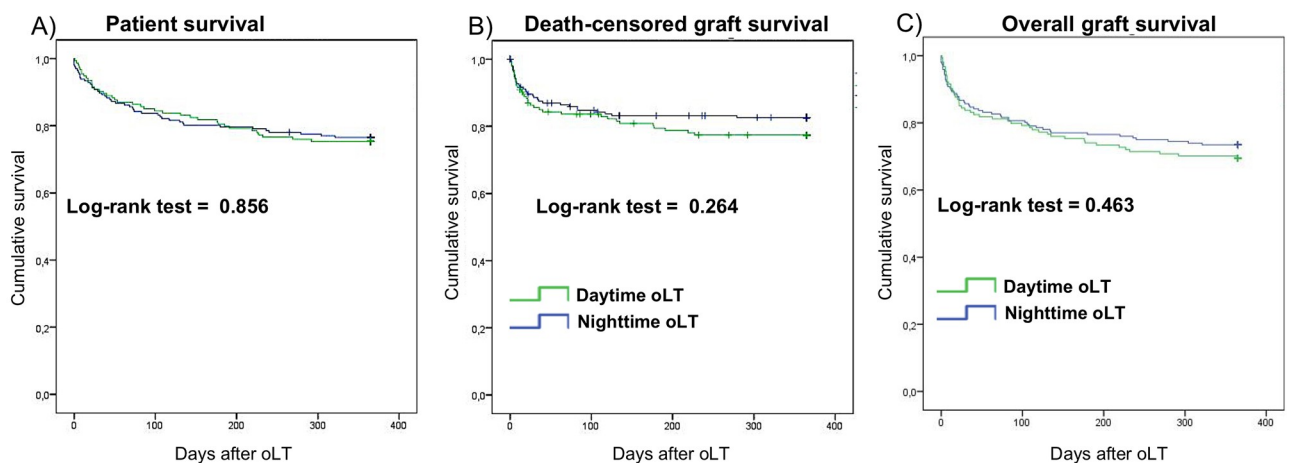 A) Patient survival
1,0
0,8
0,6
0,4
0,2
0,0
Cumulative survival
Log-rank test = 0.856
0 100 200 300 400
Days after oLT
B) Death-censored graft survival
1,0
0,8
0,6
0,4
0,2
0,0
Cumulative survival
Log-rank test = 0.264
Daytime oLT
Nighttime oLT
0 100 200 300 400
Days after oLT
C) Overall graft survival
1,0
0,8
0,6
0,4
0,2
0,0
Cumulative survival
Log-rank test = 0.463
Daytime oLT
Nighttime oLT
0 100 200 300 400
Days after oLT